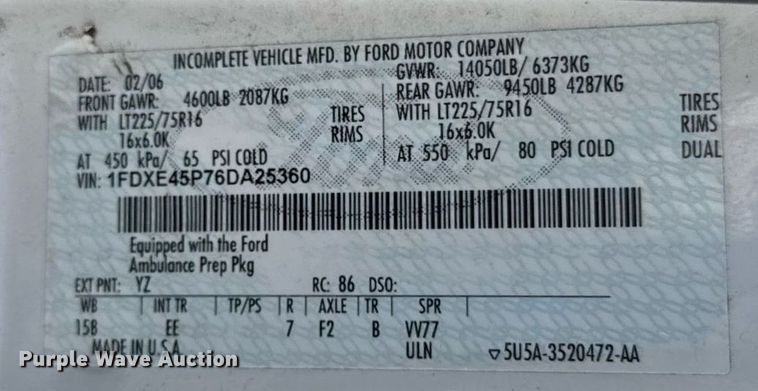 INCOMPLETE VEHICLE MFD. BY FORD MOTOR COMPANY
DATE: 02/06 GVWR: 14050LB/ 6373KG
FRONT GAWR: 4600LB 2087KG REAR GAWR: 9450LB 4287KG
WITH LT225/75R16 TIRES WITH LT225/75R16 TIRES
16x6.0K RIMS 16x6.0K RIMS
AT 450 kPa/ 65 PSI COLD AT 550 kPa/ 80 PSI COLD DUAL
VIN: 1FDXE45P76DA25360
Equipped with the Ford
Ambulance Prep Pkg
EXT PNT: YZ RC: 86 DSO:
WB | INT TR | TP/PS | R | AXLE | TR | SPR
158 EE 7 F2 B VV77
MADE IN U.S.A. ULN ▽5U5A-3520472-AA
Purple Wave Auction
Purple Wave Auction